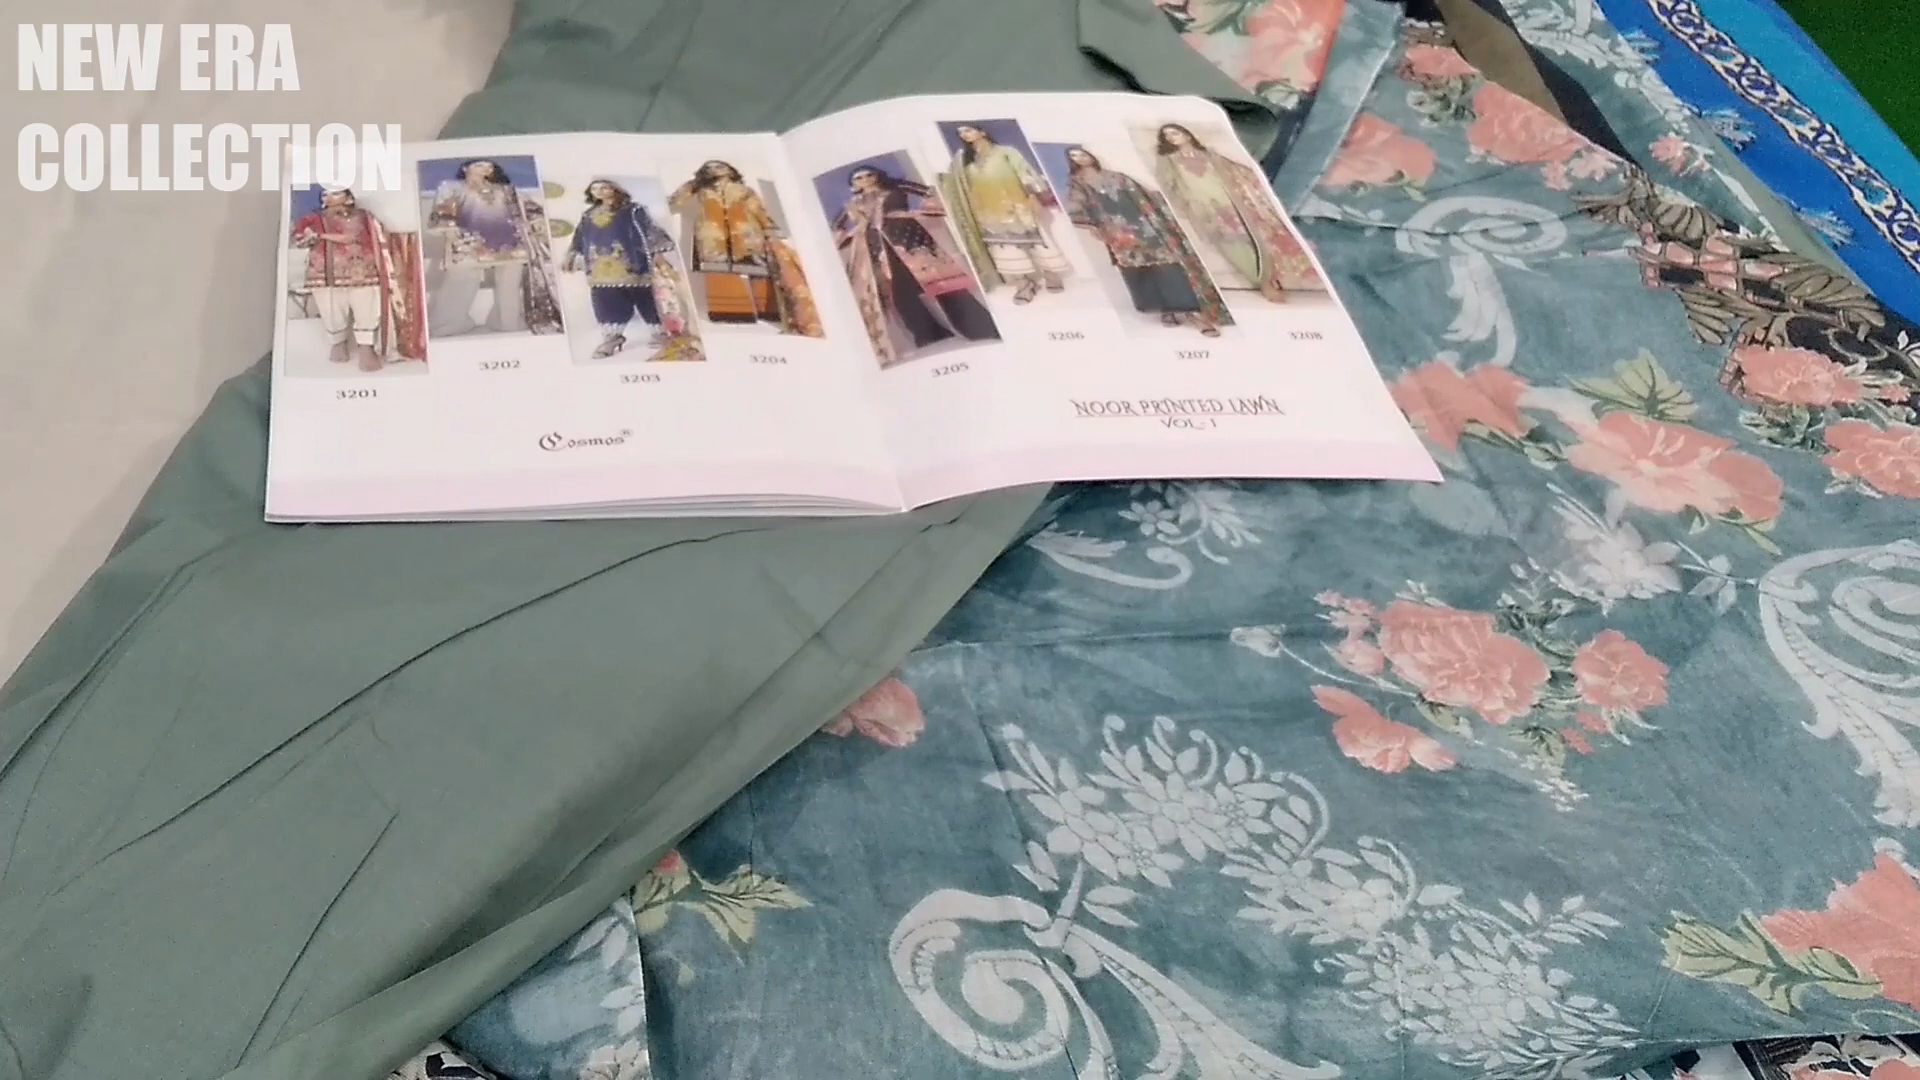 NEW ERA
COLLECTION
3201
3202
3203
3204
3205
3206
3207
3208
Cosmos®
NOOR PRINTED LAWN
VOL-1